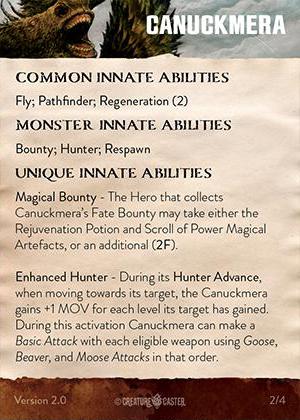 CANUCKMERA
COMMON INNATE ABILITIES
Fly; Pathfinder; Regeneration (2)
MONSTER INNATE ABILITIES
Bounty; Hunter; Respawn
UNIQUE INNATE ABILITIES
Magical Bounty - The Hero that collects
Canuckmera's Fate Bounty may take either the
Rejuvenation Potion and Scroll of Power Magical
Artefacts, or an additional (2F).
Enhanced Hunter - During its Hunter Advance,
when moving towards its target, the Canuckmera
gains +1 MOV for each level its target has gained.
During this activation Canuckmera can make a
Basic Attack with each eligible weapon using Goose,
Beaver, and Moose Attacks in that order.
Version 2.0
© CREATURE CASTER
2/4